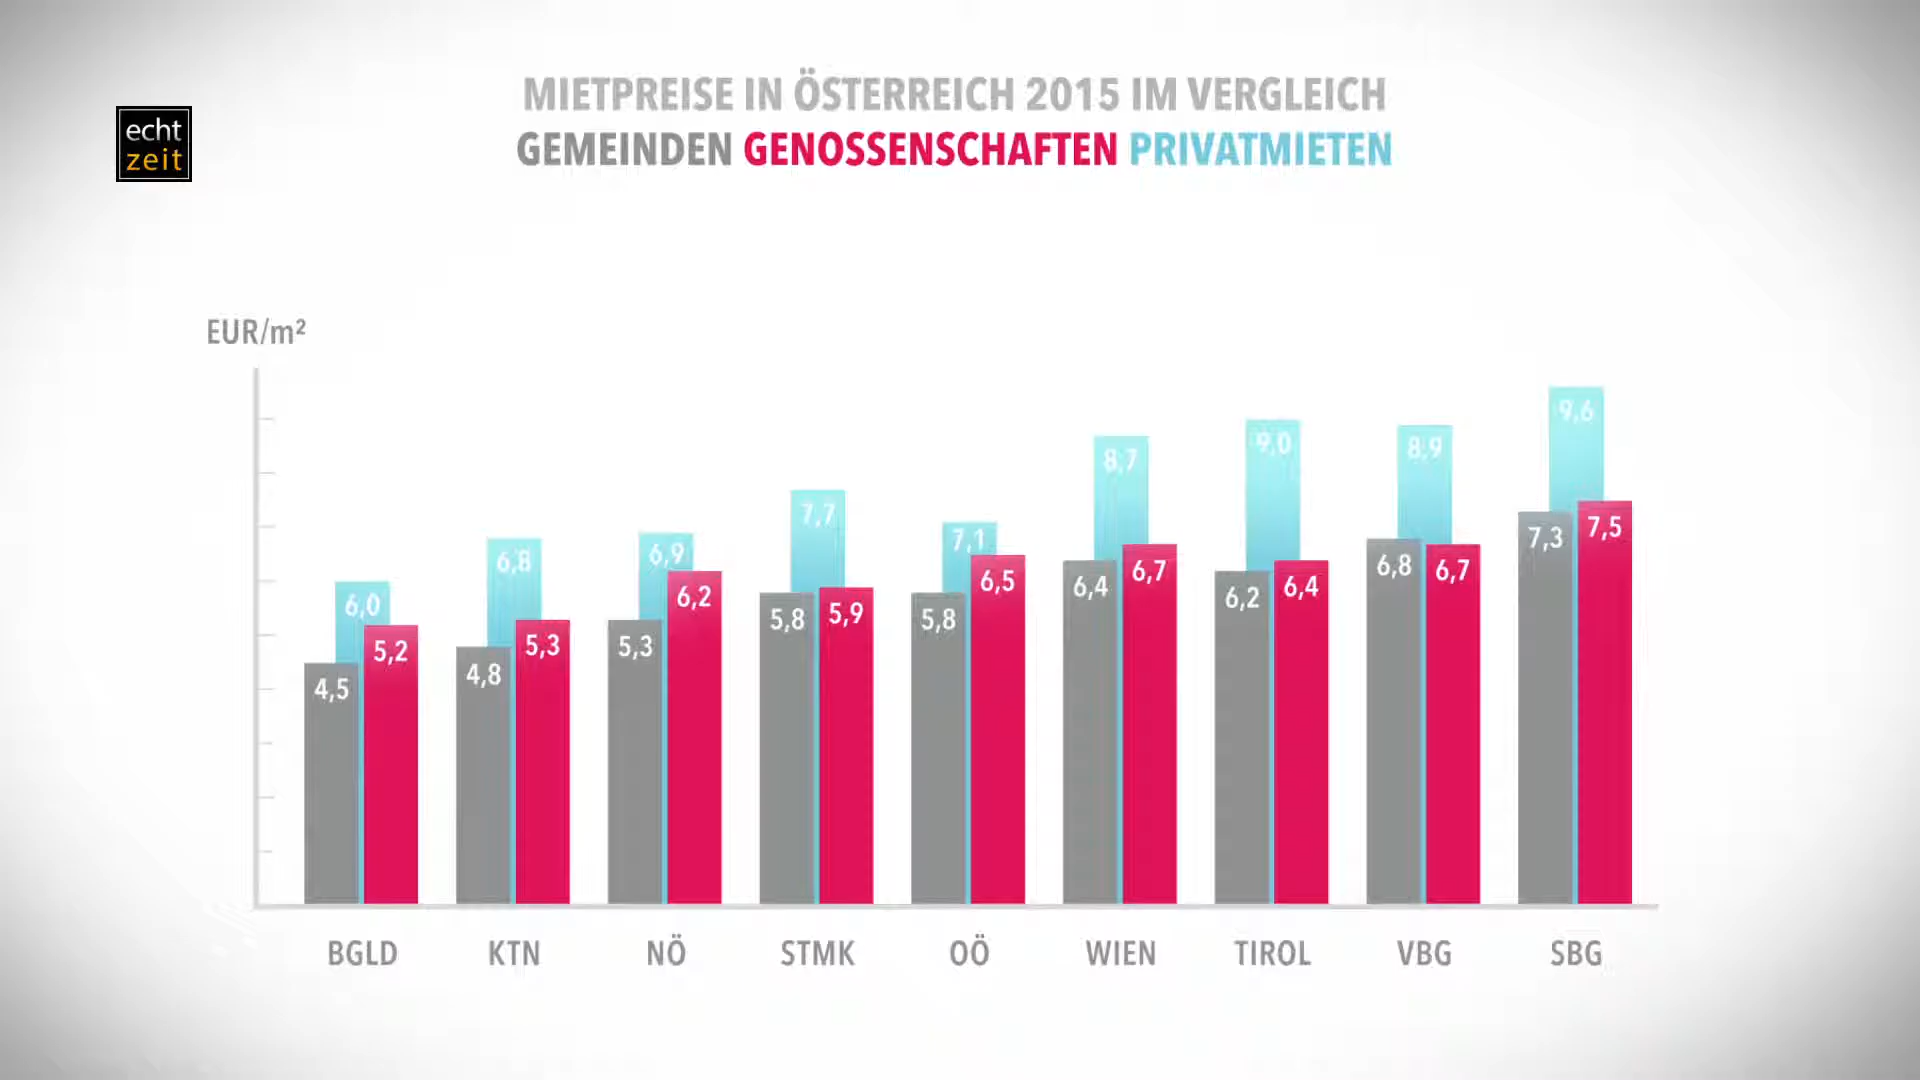 MIETPREISE IN ÖSTERREICH 2015 IM VERGLEICH
GEMEINDEN GENOSSENSCHAFTEN PRIVATMIETEN
echt
zeit
EUR/m²
4,5 6,0 5,2
4,8 6,8 5,3
5,3 6,9 6,2
5,8 7,7 5,9
5,8 7,1 6,5
6,4 8,7 6,7
6,2 9,0 6,4
6,8 8,9 6,7
7,3 9,6 7,5
BGLD KTN NÖ STMK OÖ WIEN TIROL VBG SBG